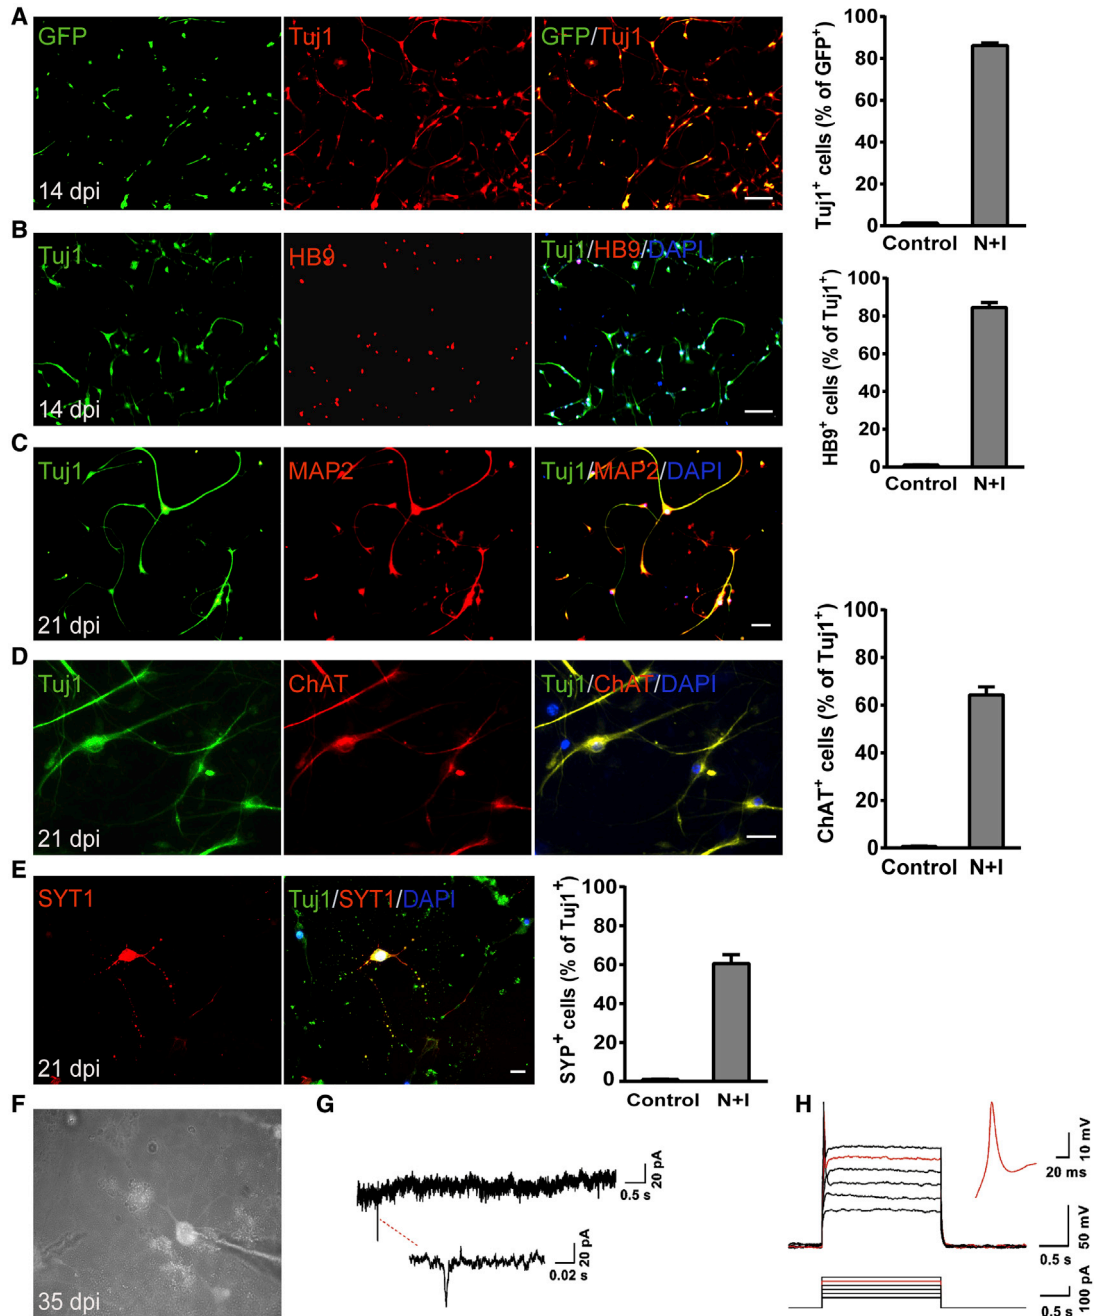 A
GFP
Tuj1
GFP/Tuj1
14 dpi
Tuj1+ cells (% of GFP+)
100
80
60
40
20
0
Control N+I
B
Tuj1
HB9
Tuj1/HB9/DAPI
14 dpi
HB9+ cells (% of Tuj1+)
100
80
60
40
20
0
Control N+I
C
Tuj1
MAP2
Tuj1/MAP2/DAPI
21 dpi
D
Tuj1
ChAT
Tuj1/ChAT/DAPI
21 dpi
ChAT+ cells (% of Tuj1+)
100
80
60
40
20
0
Control N+I
E
SYT1
Tuj1/SYT1/DAPI
21 dpi
SYP+ cells (% of Tuj1+)
100
80
60
40
20
0
Control N+I
F
35 dpi
G
20 pA
0.5 s
20 pA
0.02 s
H
10 mV
20 ms
50 mV
0.5 s
100 pA
0.5 s